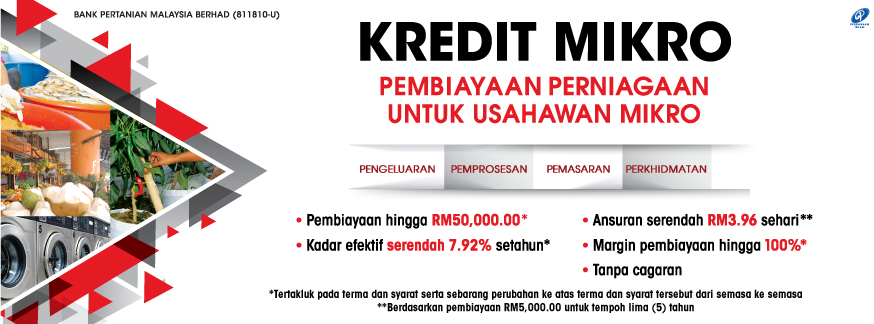 BANK PERTANIAN MALAYSIA BERHAD (811810-U)
KREDIT MIKRO
PEMBIAYAAN PERNIAGAAN
UNTUK USAHAWAN MIKRO
PENGELUARAN PEMPROSESAN PEMASARAN PERKHIDMATAN
• Pembiayaan hingga RM50,000.00*
• Kadar efektif serendah 7.92% setahun*
• Ansuran serendah RM3.96 sehari**
• Margin pembiayaan hingga 100%*
• Tanpa cagaran
*Tertakluk pada terma dan syarat serta sebarang perubahan ke atas terma dan syarat tersebut dari semasa ke semasa
**Berdasarkan pembiayaan RM5,000.00 untuk tempoh lima (5) tahun